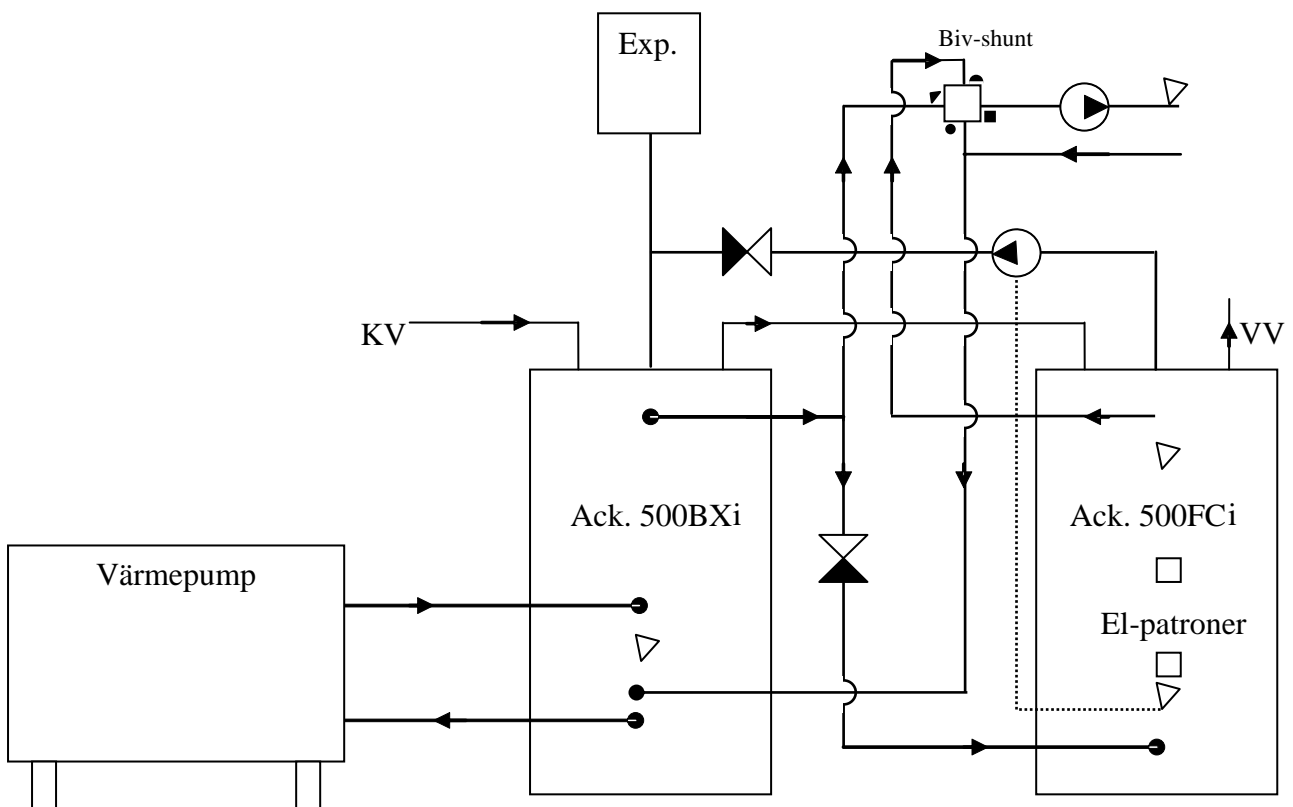 Exp.
Biv-shunt
KV
VV
Ack. 500BXi
Ack. 500FCi
Värmepump
El-patroner